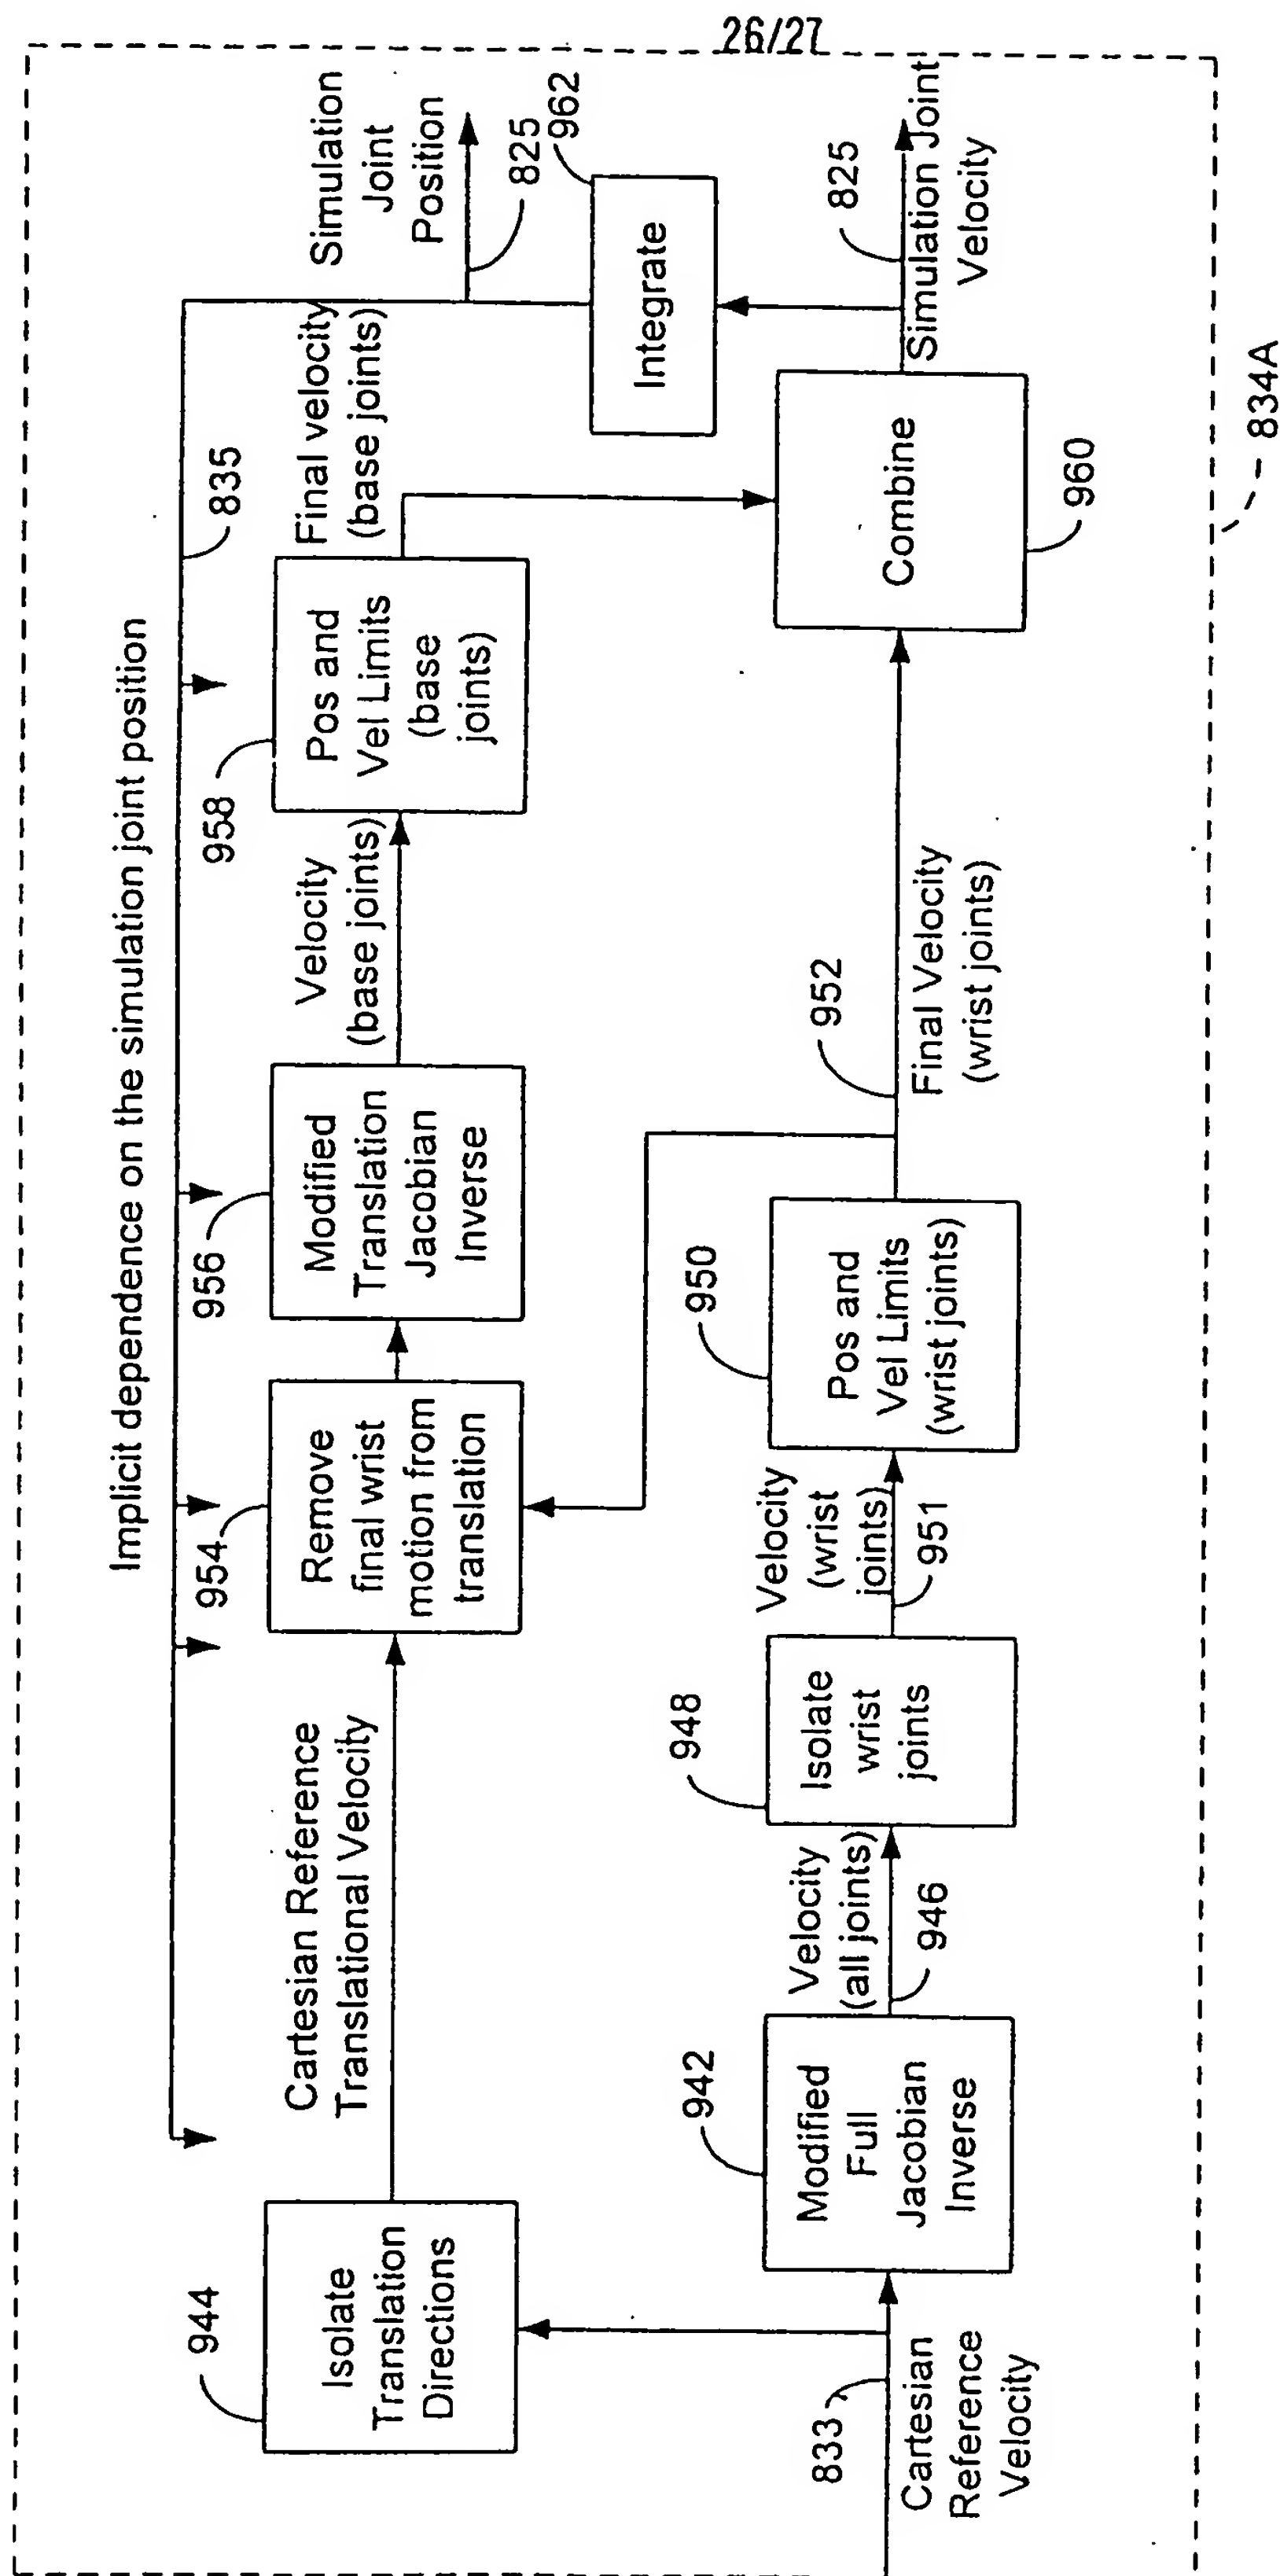 26/27
Implicit dependence on the simulation joint position
835
944
Isolate
Translation
Directions
Cartesian Reference
Translational Velocity
954
Remove
final wrist
motion from
translation
956
Modified
Translation
Jacobian
Inverse
Velocity
(base joints)
958
Pos and
Vel Limits
(base
joints)
Final velocity
(base joints)
Simulation
Joint
Position
825
962
Integrate
833
Cartesian
Reference
Velocity
942
Modified
Full
Jacobian
Inverse
Velocity
(all joints)
946
948
Isolate
wrist
joints
Velocity
(wrist
joints)
951
950
Pos and
Vel Limits
(wrist joints)
952
Final Velocity
(wrist joints)
Combine
960
825
Simulation Joint
Velocity
834A